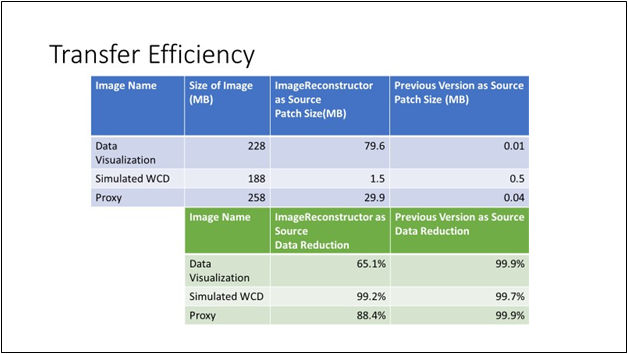 Transfer Efficiency
Image Name Size of Image ImageReconstructor Previous Version as Source
(MB) as Source Patch Size (MB)
Patch Size(MB)
Data 228 79.6 0.01
Visualization
Simulated WCD 188 1.5 0.5
Proxy 258 29.9 0.04
Image Name ImageReconstructor as Previous Version as Source
Source Data Reduction
Data Reduction
Data 65.1% 99.9%
Visualization
Simulated WCD 99.2% 99.7%
Proxy 88.4% 99.9%